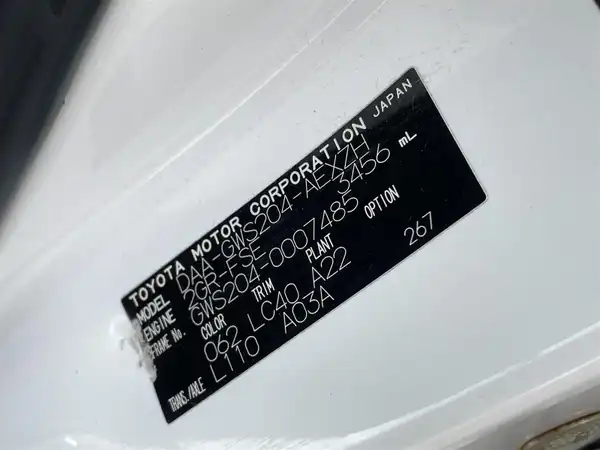 TOYOTA MOTOR CORPORATION JAPAN
MODEL DAA-GWS204-AEXZH
ENGINE 2GR-FSE 3456 mL
FRAME No. GWS204-0007485
COLOR TRIM PLANT OPTION
062 LC40 A22 267
TRANS./AXLE L110 A03A